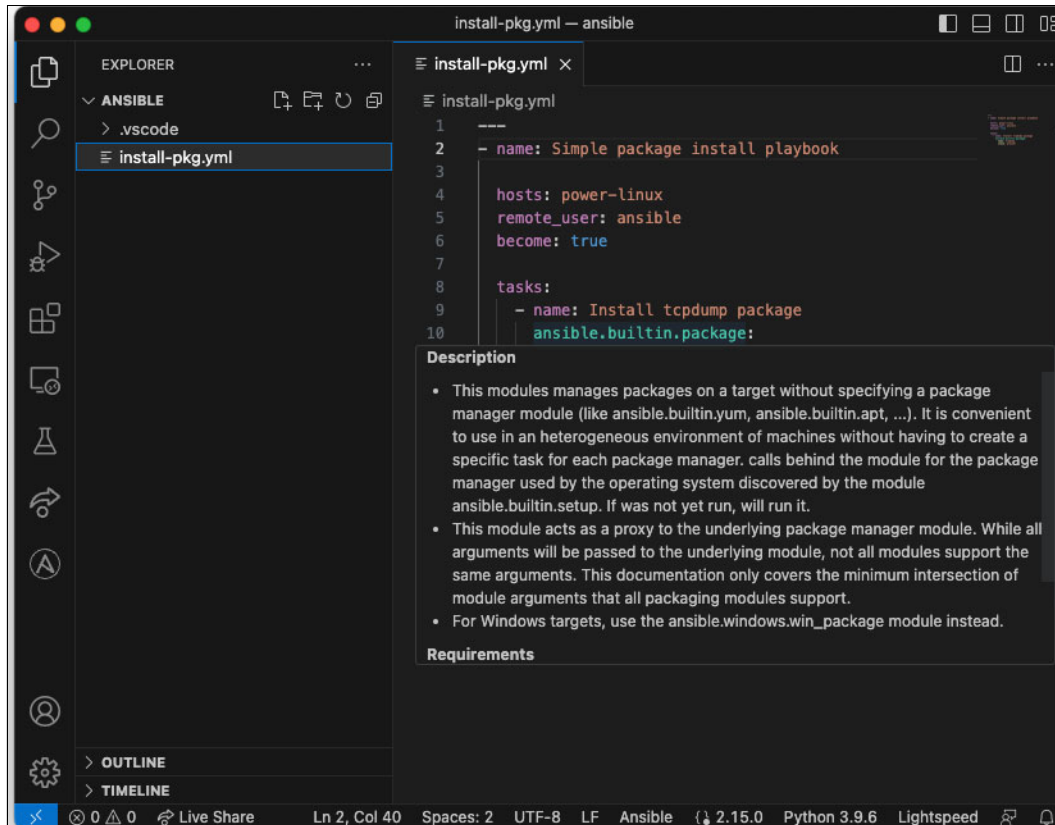 install-pkg.yml — ansible
EXPLORER
ANSIBLE
.vscode
install-pkg.yml
OUTLINE
TIMELINE
install-pkg.yml
install-pkg.yml
1 ---
2 - name: Simple package install playbook
3
4 hosts: power-linux
5 remote_user: ansible
6 become: true
7
8 tasks:
9 - name: Install tcpdump package
10 ansible.builtin.package:
Description
• This modules manages packages on a target without specifying a package
manager module (like ansible.builtin.yum, ansible.builtin.apt, ...). It is convenient
to use in an heterogeneous environment of machines without having to create a
specific task for each package manager. calls behind the module for the package
manager used by the operating system discovered by the module
ansible.builtin.setup. If was not yet run, will run it.
• This module acts as a proxy to the underlying package manager module. While all
arguments will be passed to the underlying module, not all modules support the
same arguments. This documentation only covers the minimum intersection of
module arguments that all packaging modules support.
• For Windows targets, use the ansible.windows.win_package module instead.
Requirements
0 0 Live Share Ln 2, Col 40 Spaces: 2 UTF-8 LF Ansible 2.15.0 Python 3.9.6 Lightspeed